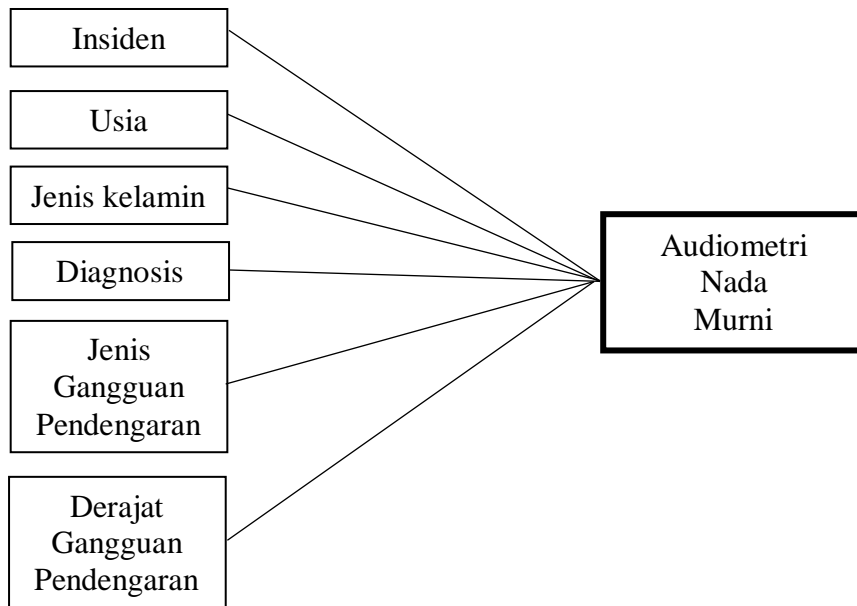 Insiden
Usia
Jenis kelamin
Diagnosis
Jenis
Gangguan
Pendengaran
Derajat
Gangguan
Pendengaran
Audiometri
Nada
Murni